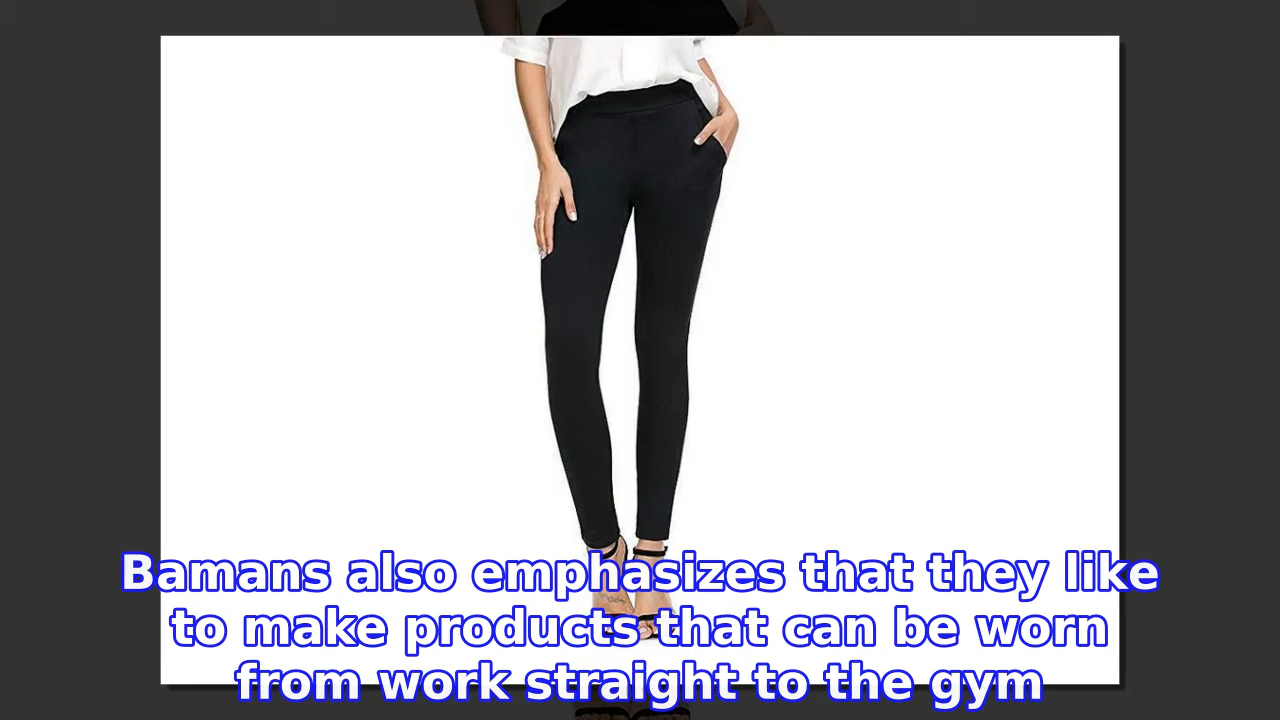 Bamans also emphasizes that they like
to make products that can be worn
from work straight to the gym